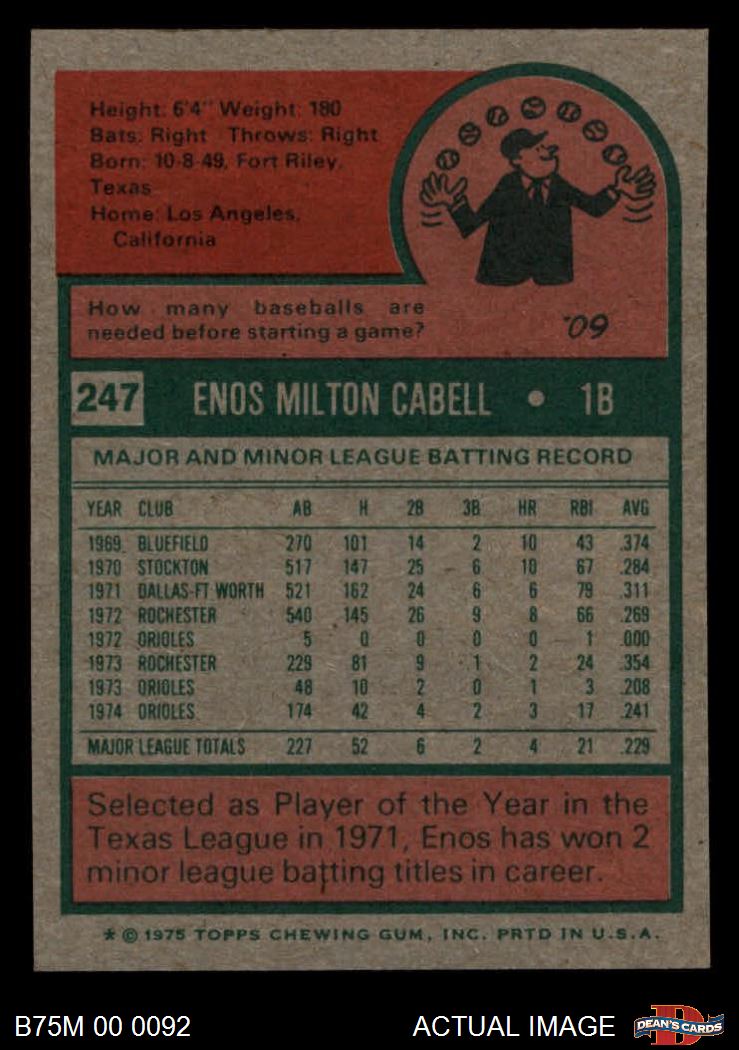 Height: 6'4" Weight: 180
Bats: Right Throws: Right
Born: 10-8-49, Fort Riley,
Texas
Home: Los Angeles,
California
How many baseballs are
needed before starting a game?
'09
247 ENOS MILTON CABELL • 1B
MAJOR AND MINOR LEAGUE BATTING RECORD
YEAR CLUB AB H 2B 3B HR RBI AVG
1969 BLUEFIELD 270 101 14 2 10 43 .374
1970 STOCKTON 517 147 25 6 10 67 .284
1971 DALLAS-FT WORTH 521 162 24 6 6 79 .311
1972 ROCHESTER 540 145 26 9 8 66 .269
1972 ORIOLES 5 0 0 0 0 1 .000
1973 ROCHESTER 229 81 9 1 2 24 .354
1973 ORIOLES 48 10 2 0 1 3 .208
1974 ORIOLES 174 42 4 2 3 17 .241
MAJOR LEAGUE TOTALS 227 52 6 2 4 21 .229
Selected as Player of the Year in the
Texas League in 1971, Enos has won 2
minor league batting titles in career.
* © 1975 TOPPS CHEWING GUM, INC. PRTD IN U.S.A.
B75M 00 0092 ACTUAL IMAGE DEAN'S CARDS